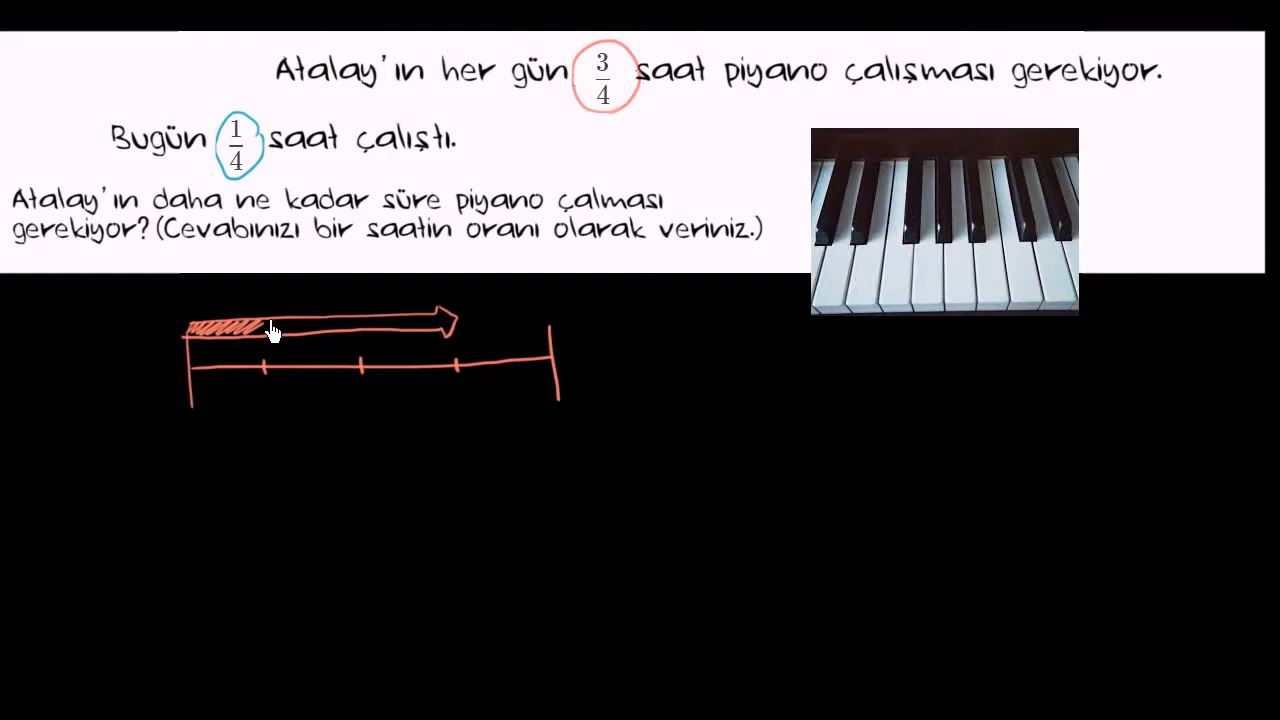 Atalay'ın her gün 3/4 saat piyano çalışması gerekiyor.
Bugün 1/4 saat çalıştı.
Atalay'ın daha ne kadar süre piyano çalması
gerekiyor? (Cevabınızı bir saatin oranı olarak veriniz.)